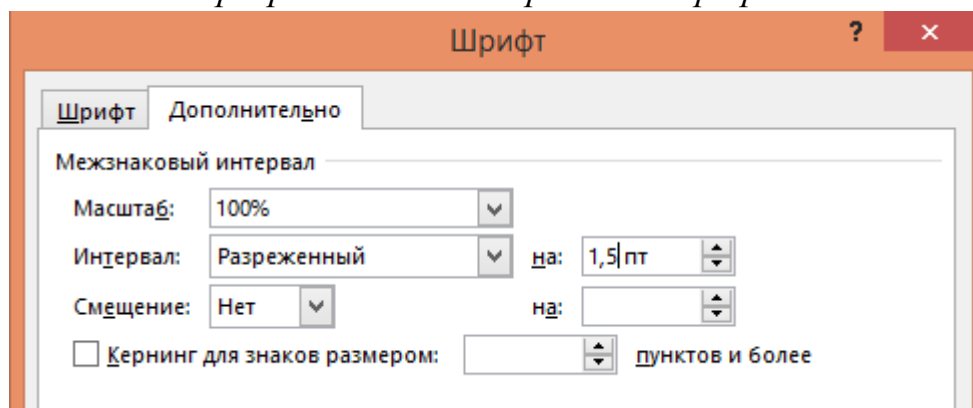 Шрифт ? ×
Шрифт Дополнительно
Межзнаковый интервал
Масштаб: 100%
Интервал: Разреженный на: 1,5 пт
Смещение: Нет на:
Кернинг для знаков размером: пунктов и более